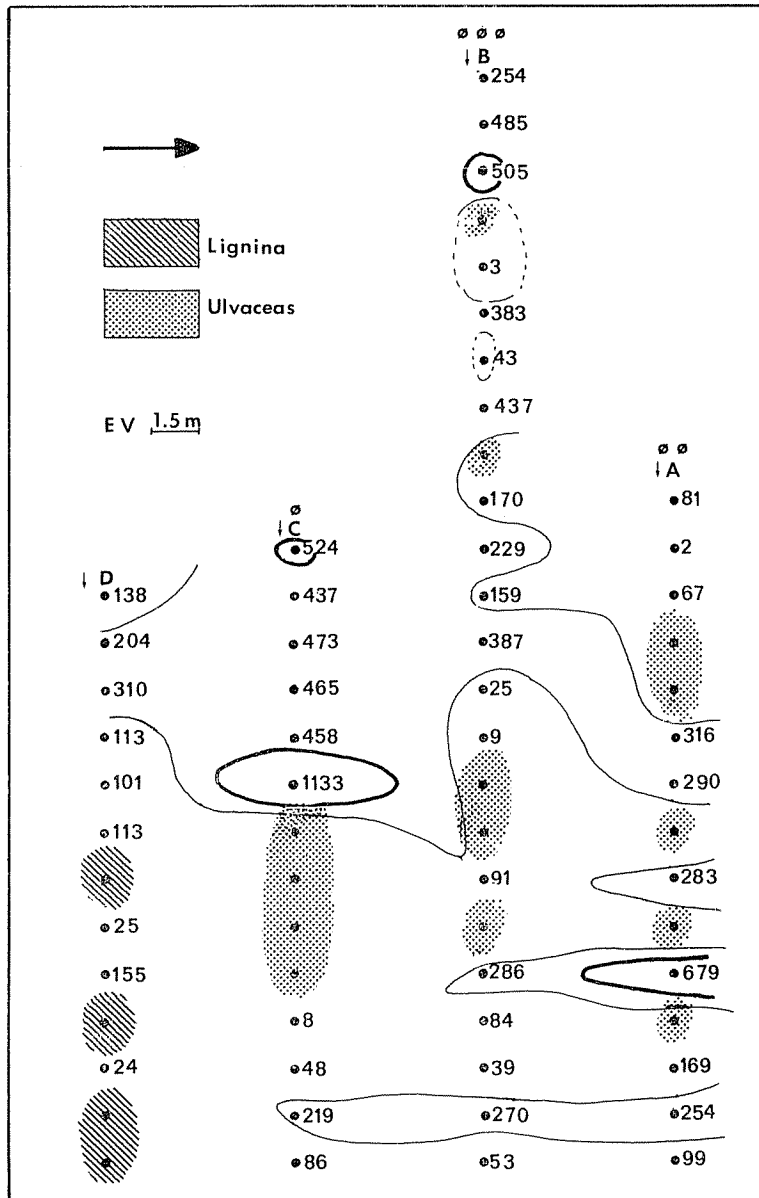 ø ø ø
↓ B
254
485
505
Lignina
3
Ulvaceas
383
43
E V 1.5 m
437
ø ø
↓ A
170 81
ø
↓ C
524 229 2
↓ D
138 437 159 67
204 473 387
310 465 25
113 458 9 316
101 1133 290
113
91 283
25
155 286 679
8 84
24 48 39 169
219 270 254
86 53 99